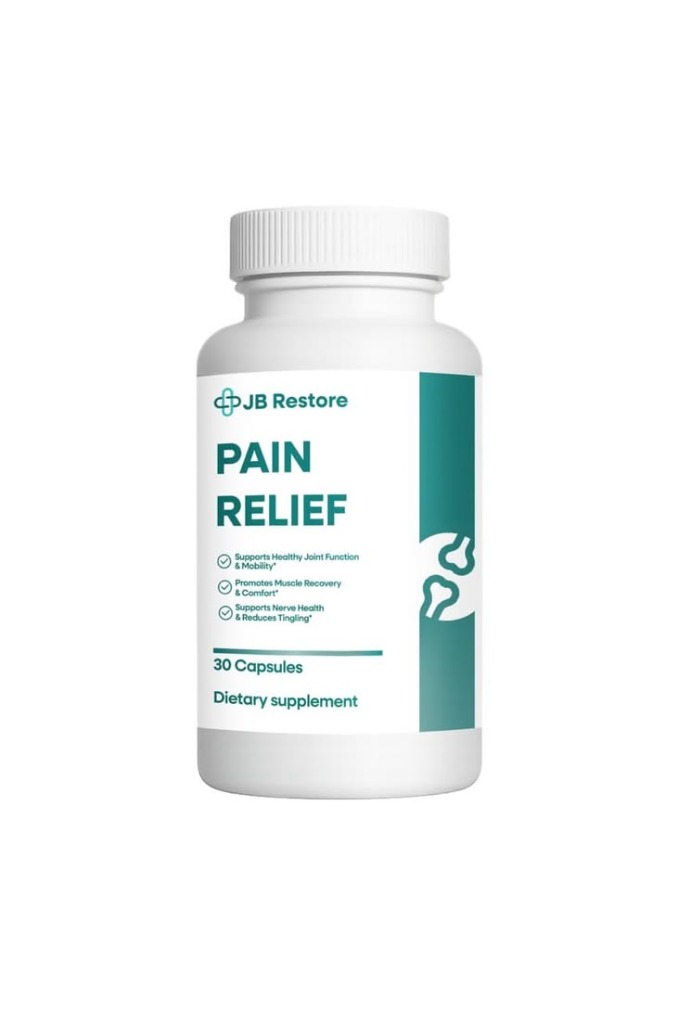 JB Restore
PAIN
RELIEF
Supports Healthy Joint Function
& Mobility*
Promotes Muscle Recovery
& Comfort*
Supports Nerve Health
& Reduces Tingling*
30 Capsules
Dietary supplement